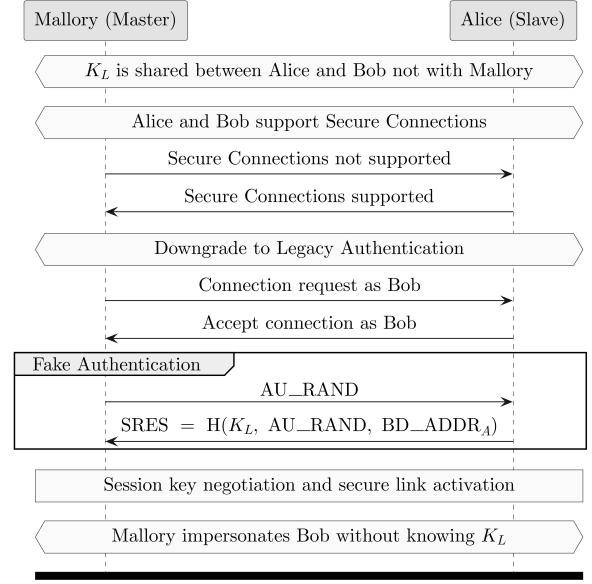 Mallory (Master)
Alice (Slave)
K_L is shared between Alice and Bob not with Mallory
Alice and Bob support Secure Connections
Secure Connections not supported
Secure Connections supported
Downgrade to Legacy Authentication
Connection request as Bob
Accept connection as Bob
Fake Authentication
AU_RAND
SRES = H(K_L, AU_RAND, BD_ADDR_A)
Session key negotiation and secure link activation
Mallory impersonates Bob without knowing K_L